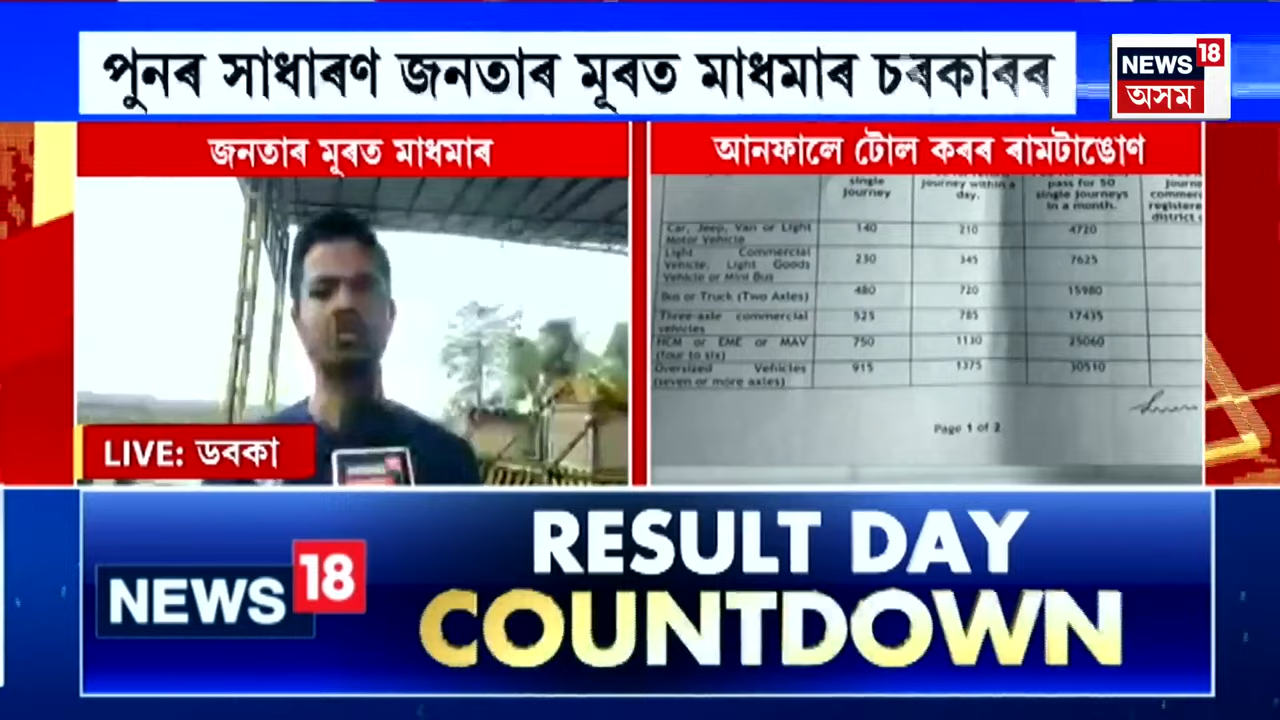 পুনৰ সাধাৰণ জনতাৰ মূৰত মাধমাৰ চৰকাৰৰ
NEWS 18
অসম
জনতাৰ মূৰত মাধমাৰ
আনফালে টোল কৰৰ ৰামটাঙোণ
single journey
journey within a day.
pass for 50 single journeys in a month.
Car, Jeep, Van or Light Motor Vehicle 140 210 4720
Light Commercial Vehicle, Light Goods Vehicle or Mini Bus 230 345 7625
Bus or Truck (Two Axles) 480 720 15980
Three-axle commercial vehicles 525 785 17435
HCM or EME or MAV (four to six) 750 1130 25060
Oversized Vehicles (seven or more axles) 915 1375 30510
Page 1 of 2
LIVE: ডবকা
NEWS 18
RESULT DAY
COUNTDOWN